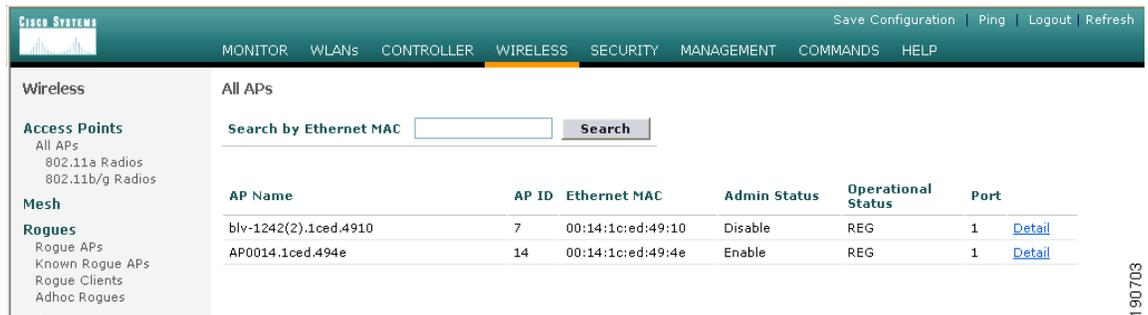 CISCO SYSTEMS
Save Configuration | Ping | Logout | Refresh
MONITOR WLANs CONTROLLER WIRELESS SECURITY MANAGEMENT COMMANDS HELP
Wireless
Access Points
All APs
802.11a Radios
802.11b/g Radios
Mesh
Rogues
Rogue APs
Known Rogue APs
Rogue Clients
Adhoc Rogues
All APs
Search by Ethernet MAC Search
AP Name AP ID Ethernet MAC Admin Status Operational Status Port
blv-1242(2).1ced.4910 7 00:14:1c:ed:49:10 Disable REG 1 Detail
AP0014.1ced.494e 14 00:14:1c:ed:49:4e Enable REG 1 Detail
190703